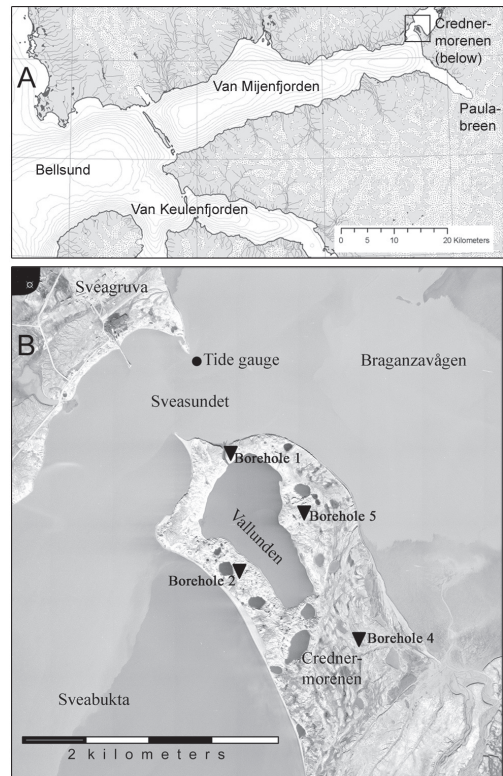 A
Credner-
morenen
(below)
Van Mijenfjorden
Paula-
breen
Bellsund
Van Keulenfjorden
0 5 10 15 20 Kilometers
B
Sveagruva
Tide gauge
Braganzavågen
Sveasundet
Borehole 1
Borehole 5
Vallunden
Borehole 2
Borehole 4
Credner-
morenen
Sveabukta
2 kilometers